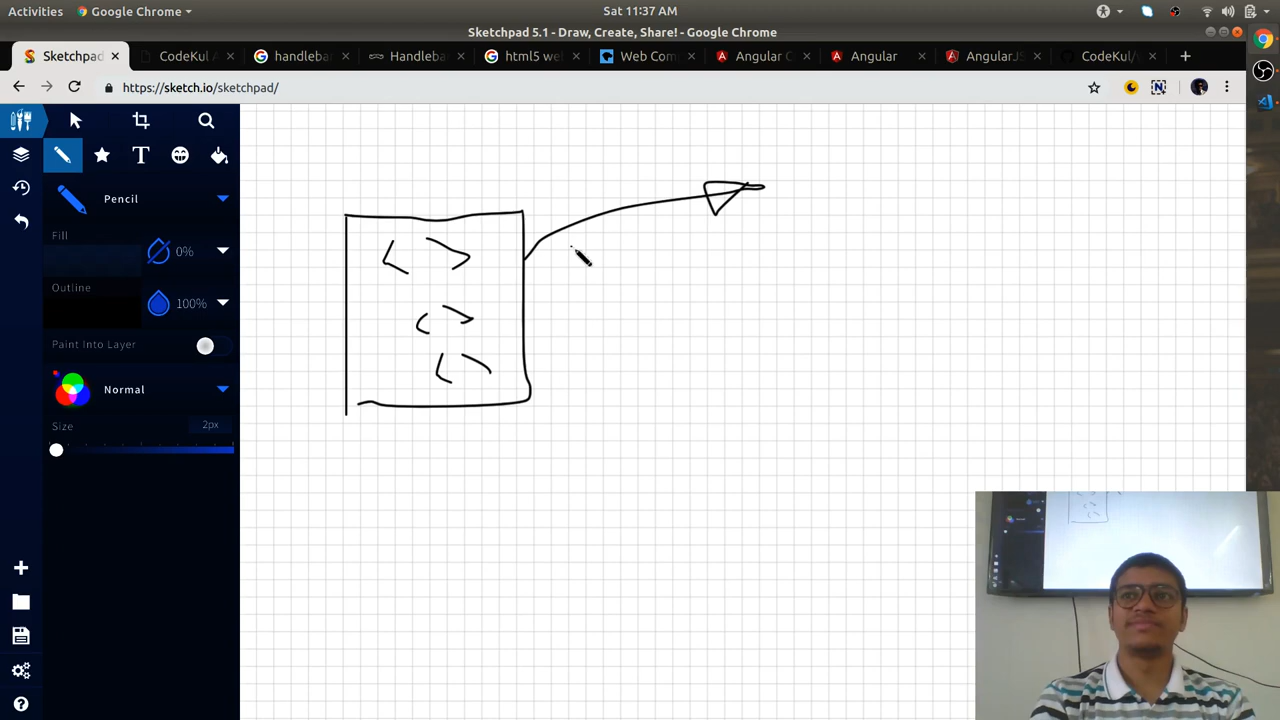 Activities
Google Chrome
Sat 11:37 AM
Sketchpad 5.1 - Draw, Create, Share! - Google Chrome
Sketchpad
CodeKul A
handleba
Handleba
html5 we
Web Com
Angular C
Angular
AngularJS
CodeKul/v
https://sketch.io/sketchpad/
N
T
Pencil
Fill
0%
Outline
100%
Paint Into Layer
Normal
Size
2px
< >
< >
< >